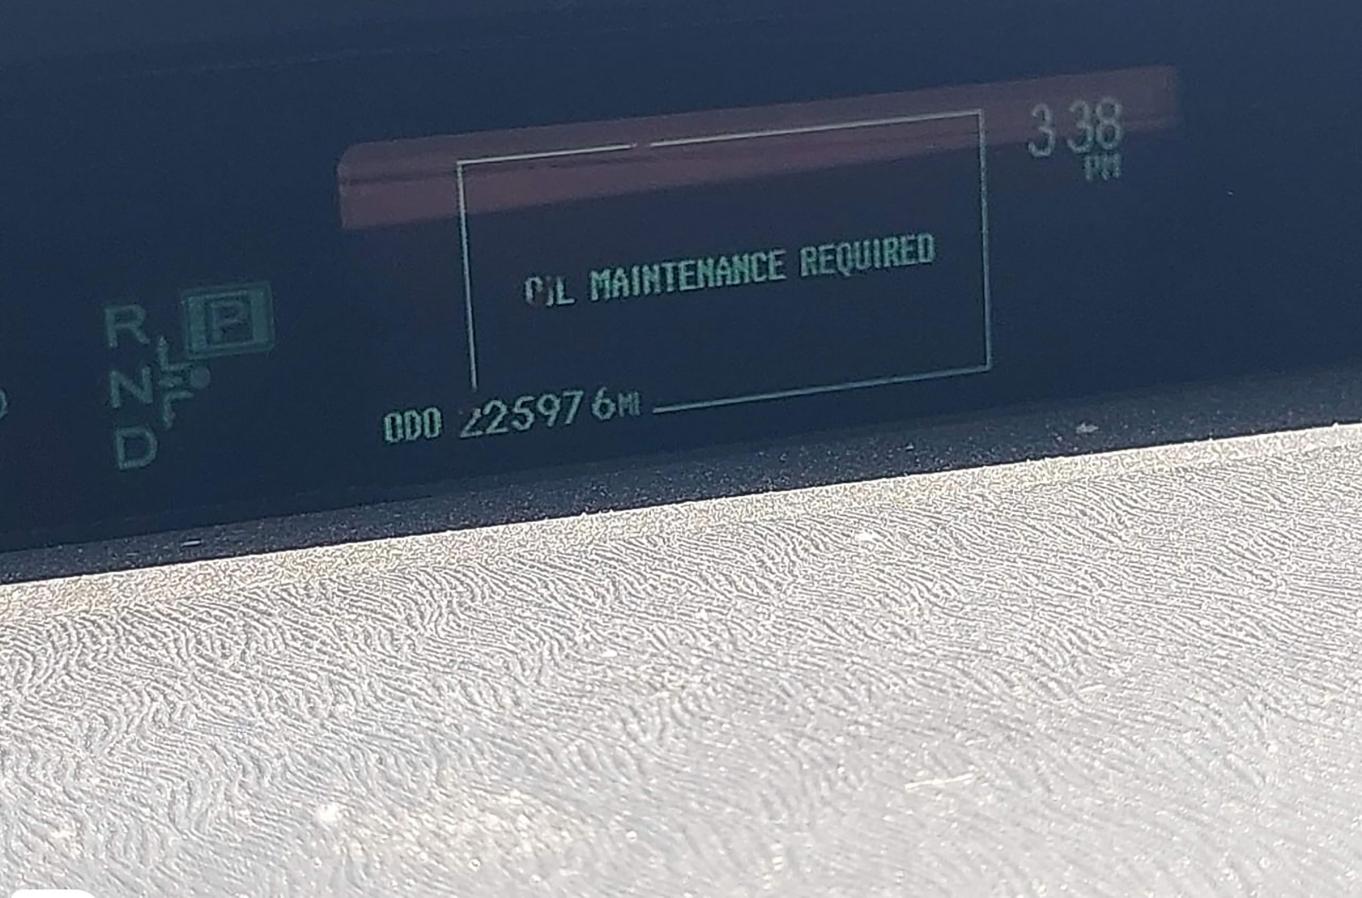 3 38
PM
OIL MAINTENANCE REQUIRED
R P
N
D
ODO 225976 MI